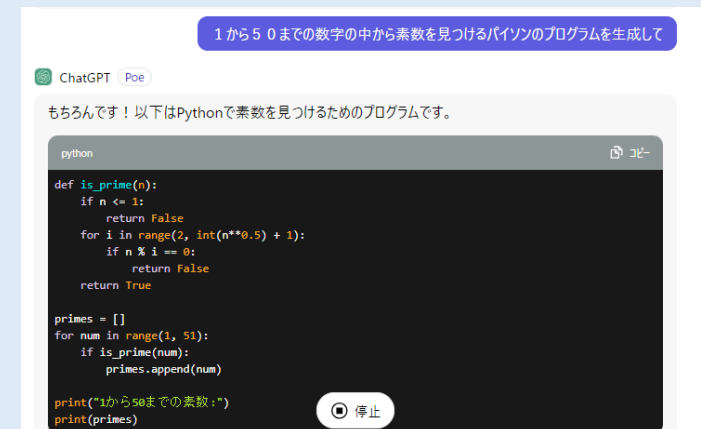 1から50までの数字の中から素数を見つけるパイソンのプログラムを生成して
ChatGPT Poe
もちろんです！以下はPythonで素数を見つけるためのプログラムです。
python コピー
def is_prime(n):
    if n <= 1:
        return False
    for i in range(2, int(n**0.5) + 1):
        if n % i == 0:
            return False
    return True

primes = []
for num in range(1, 51):
    if is_prime(num):
        primes.append(num)

print("1から50までの素数:")
停止
print(primes)